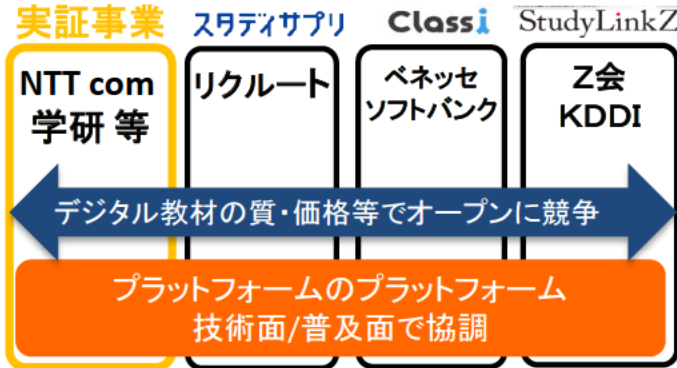 実証事業
スタディサプリ
Classi
StudyLinkZ
NTT com
学研 等
リクルート
ベネッセ
ソフトバンク
Z会
KDDI
デジタル教材の質・価格等でオープンに競争
プラットフォームのプラットフォーム
技術面/普及面で協調